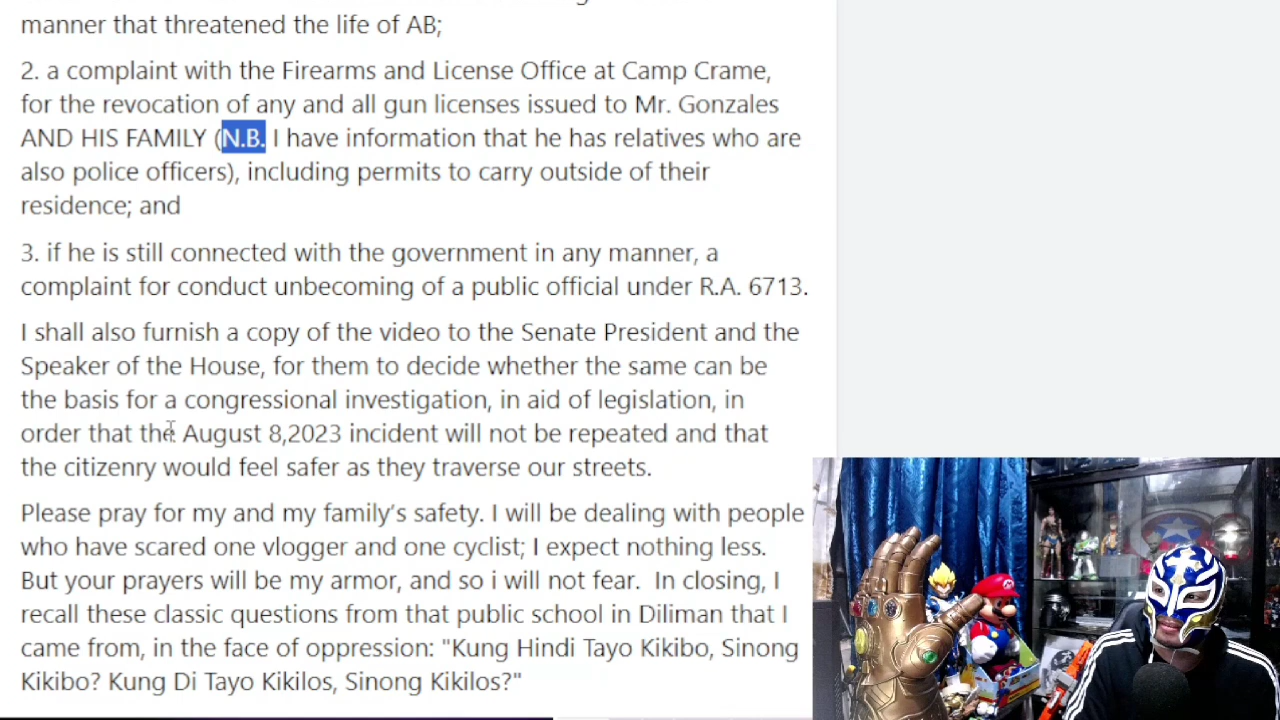 manner that threatened the life of AB;
2. a complaint with the Firearms and License Office at Camp Crame,
for the revocation of any and all gun licenses issued to Mr. Gonzales
AND HIS FAMILY (N.B. I have information that he has relatives who are
also police officers), including permits to carry outside of their
residence; and
3. if he is still connected with the government in any manner, a
complaint for conduct unbecoming of a public official under R.A. 6713.
I shall also furnish a copy of the video to the Senate President and the
Speaker of the House, for them to decide whether the same can be
the basis for a congressional investigation, in aid of legislation, in
order that the August 8,2023 incident will not be repeated and that
the citizenry would feel safer as they traverse our streets.
Please pray for my and my family’s safety. I will be dealing with people
who have scared one vlogger and one cyclist; I expect nothing less.
But your prayers will be my armor, and so i will not fear.  In closing, I
recall these classic questions from that public school in Diliman that I
came from, in the face of oppression: "Kung Hindi Tayo Kikibo, Sinong
Kikibo? Kung Di Tayo Kikilos, Sinong Kikilos?"